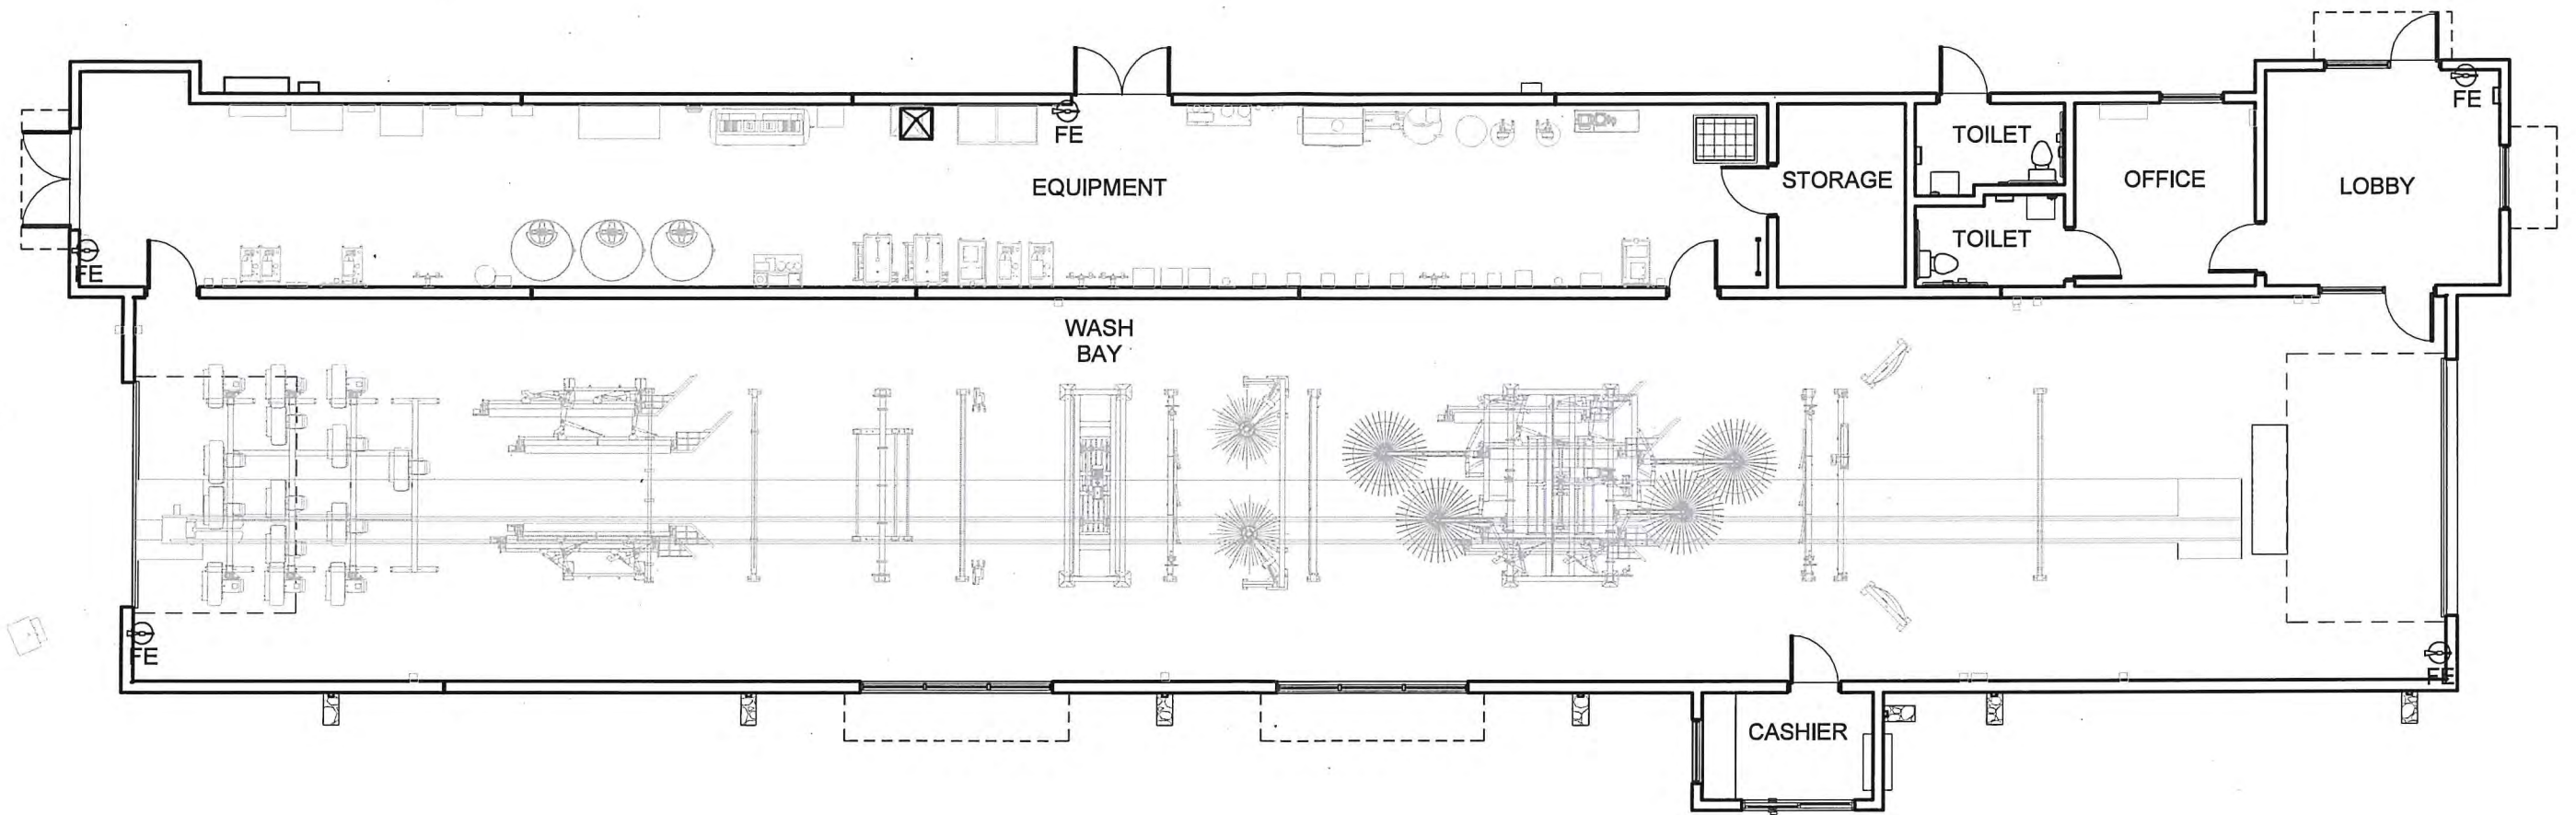 FE
FE
TOILET
EQUIPMENT
STORAGE
OFFICE
LOBBY
TOILET
FE
WASH
BAY
FE
FE
CASHIER